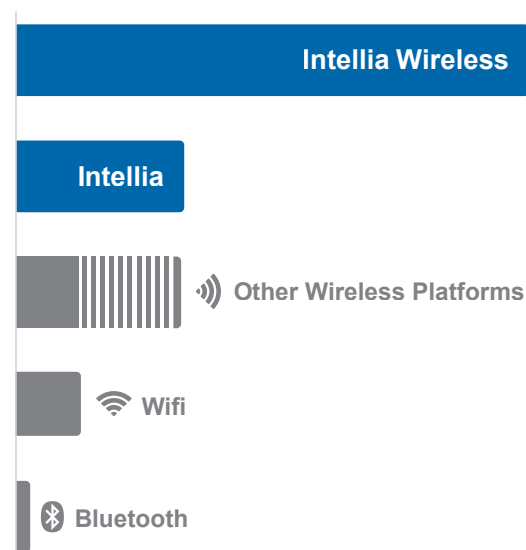 Intellia Wireless
Intellia
Other Wireless Platforms
Wifi
Bluetooth